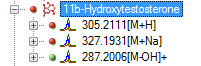 11b-Hydroxytestosterone
305.2111[M+H]
327.1931[M+Na]
287.2006[M-OH]+